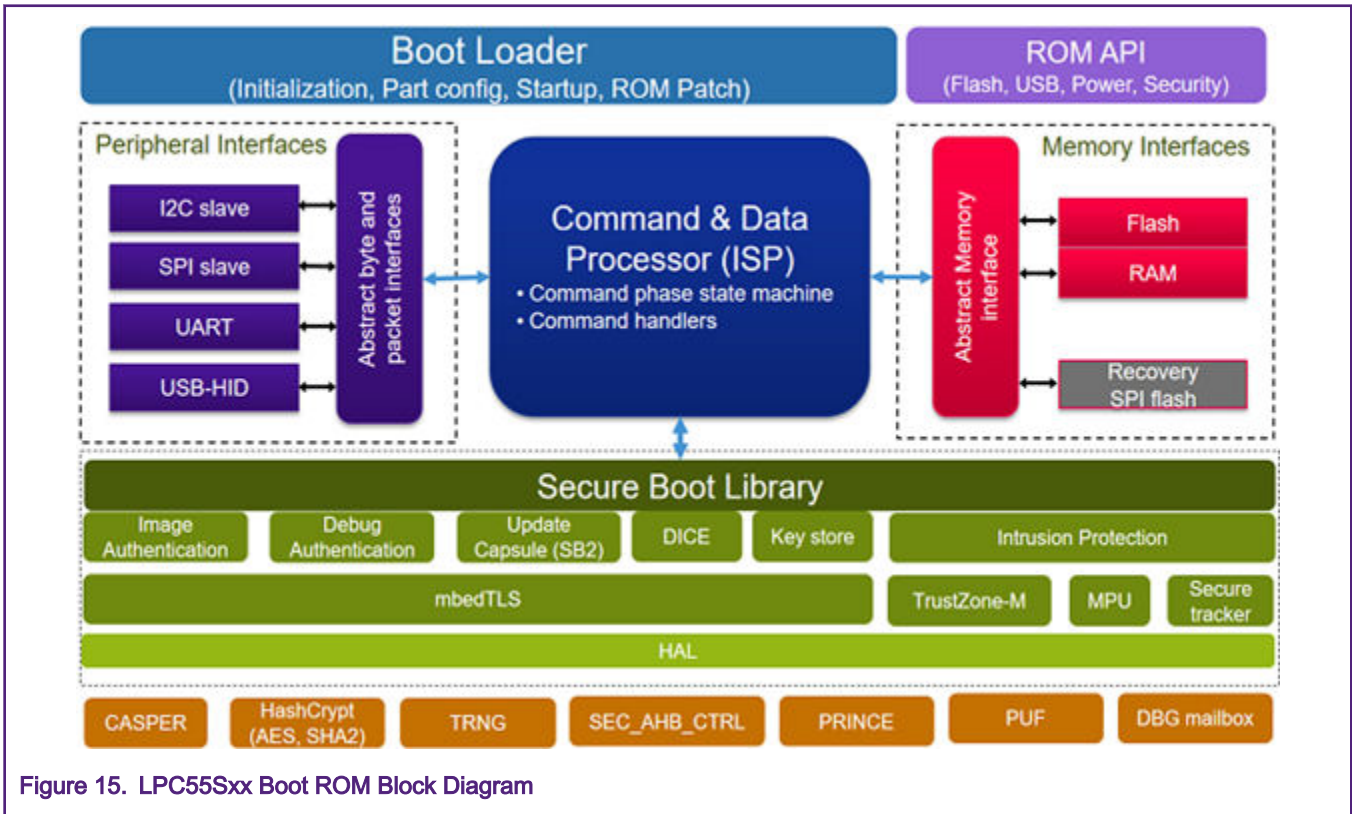 Boot Loader
(Initialization, Part config, Startup, ROM Patch)
ROM API
(Flash, USB, Power, Security)
Peripheral Interfaces
I2C slave
SPI slave
UART
USB-HID
Abstract byte and
packet interfaces
Command & Data
Processor (ISP)
• Command phase state machine
• Command handlers
Memory Interfaces
Abstract Memory
interface
Flash
RAM
Recovery
SPI flash
Secure Boot Library
Image
Authentication
Debug
Authentication
Update
Capsule (SB2)
DICE
Key store
Intrusion Protection
mbedTLS
TrustZone-M
MPU
Secure
tracker
HAL
CASPER
HashCrypt
(AES, SHA2)
TRNG
SEC_AHB_CTRL
PRINCE
PUF
DBG mailbox
Figure 15. LPC55Sxx Boot ROM Block Diagram